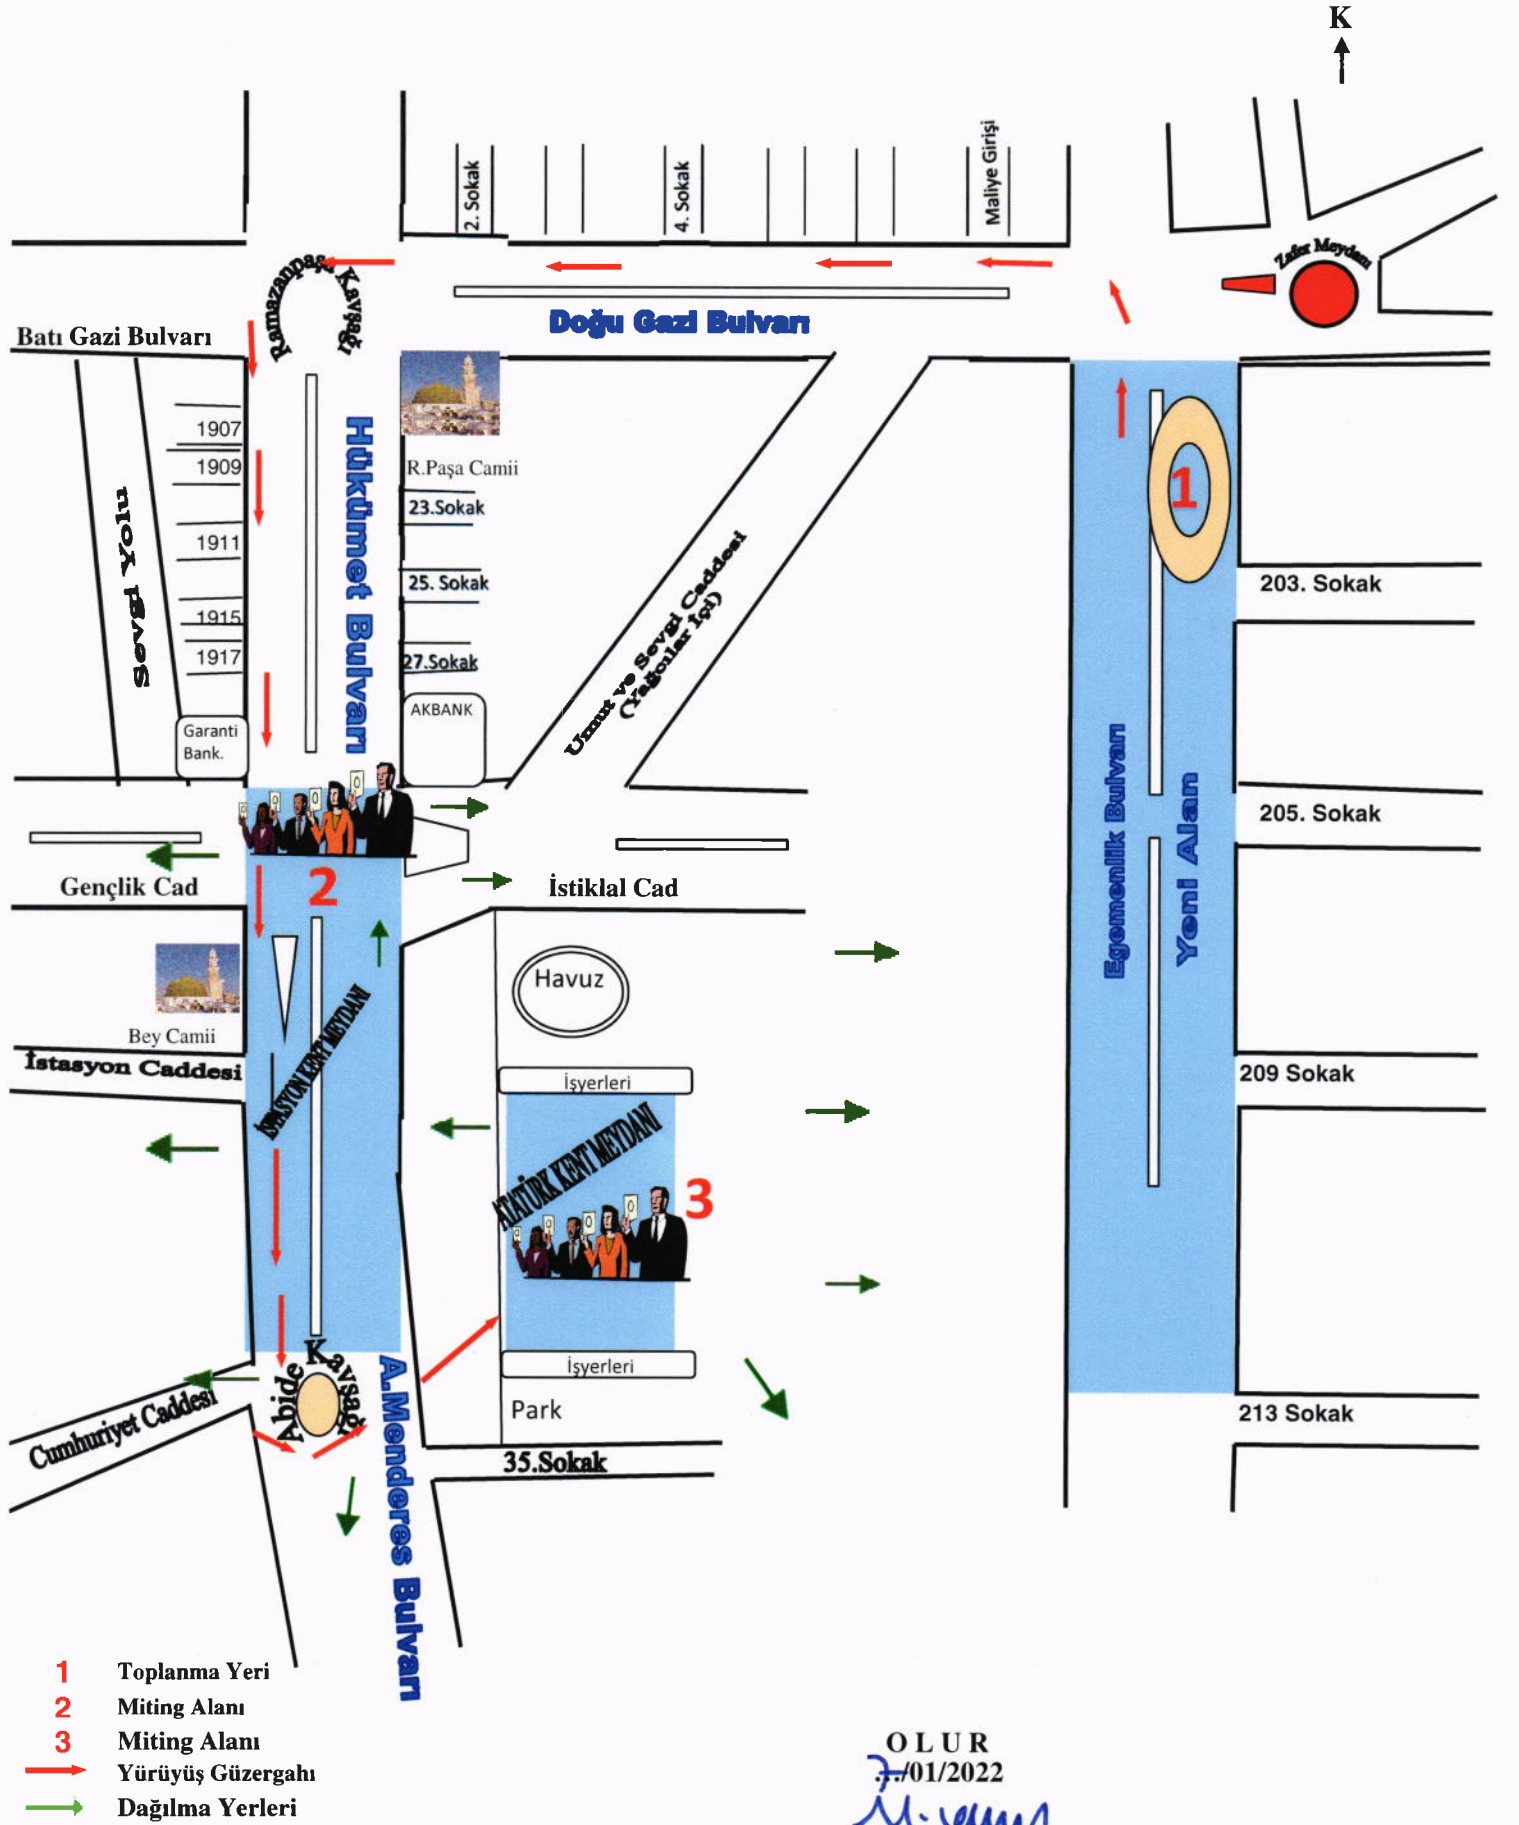 K
2. Sokak
4. Sokak
Maliye Girişi
Zafer Meydanı
Ramazanpaşa Kavşağı
Batı Gazi Bulvarı
Doğu Gazi Bulvarı
1907
1909
1911
1915
1917
Sevgi Yolu
Hükümet Bulvarı
R.Paşa Camii
23.Sokak
25. Sokak
27.Sokak
Garanti
Bank.
AKBANK
Umut ve Sevgi Caddesi
(Yağcılar İçi)
1
203. Sokak
205. Sokak
209 Sokak
213 Sokak
Egemenlik Bulvarı
Yeni Alan
Gençlik Cad
2
İstiklal Cad
Bey Camii
İstasyon Caddesi
İSTASYON KENT MEYDANI
Havuz
İşyerleri
ATATÜRK KENT MEYDANI
3
İşyerleri
Park
35.Sokak
Abide Kavşağı
Cumhuriyet Caddesi
A.Menderes Bulvarı
1 Toplanma Yeri
2 Miting Alanı
3 Miting Alanı
Yürüyüş Güzergahı
Dağılma Yerleri
O L U R
7.../01/2022